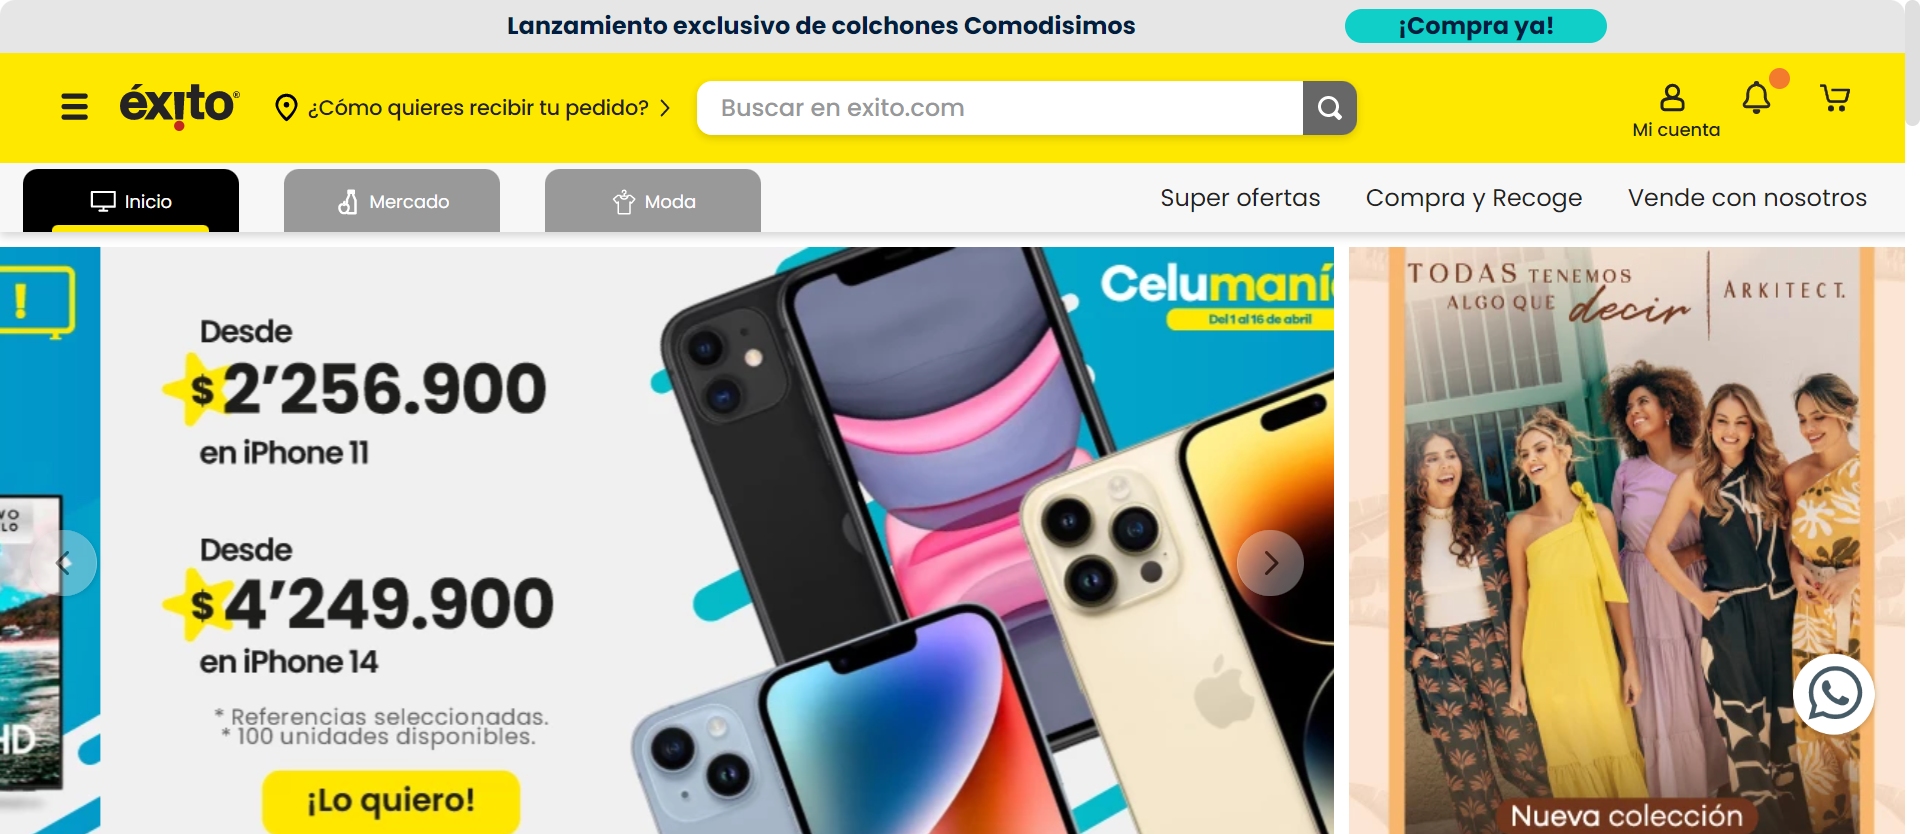 Lanzamiento exclusivo de colchones Comodisimos
¡Compra ya!
éxito®
¿Cómo quieres recibir tu pedido?
Buscar en exito.com
Mi cuenta
Inicio
Mercado
Moda
Super ofertas
Compra y Recoge
Vende con nosotros
!
HD
Desde
$2’256.900
en iPhone 11
Desde
$4’249.900
en iPhone 14
* Referencias seleccionadas.
* 100 unidades disponibles.
¡Lo quiero!
Celumaní
Del 1 al 16 de abril
TODAS TENEMOS
ALGO QUE decir
ARKITECT.
Nueva colección